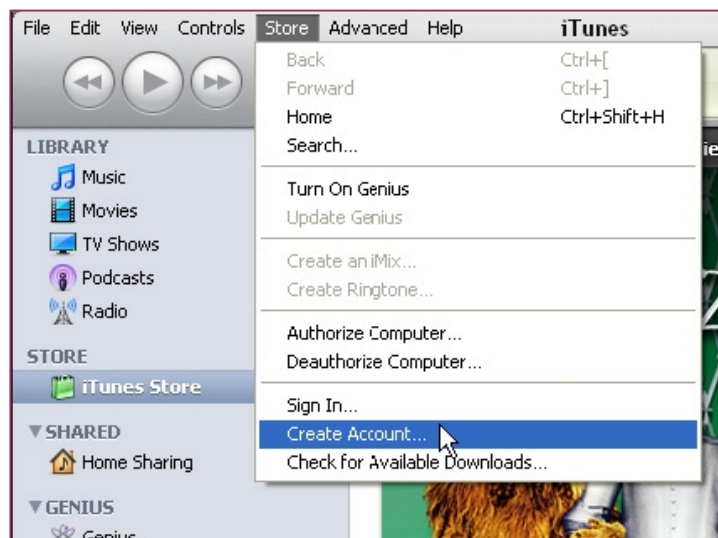 File Edit View Controls Store Advanced Help iTunes
Back Ctrl+[
Forward Ctrl+]
Home Ctrl+Shift+H
Search...
Turn On Genius
Update Genius
Create an iMix...
Create Ringtone...
Authorize Computer...
Deauthorize Computer...
Sign In...
Create Account...
Check for Available Downloads...
LIBRARY
Music
Movies
TV Shows
Podcasts
Radio
STORE
iTunes Store
SHARED
Home Sharing
GENIUS
Genius